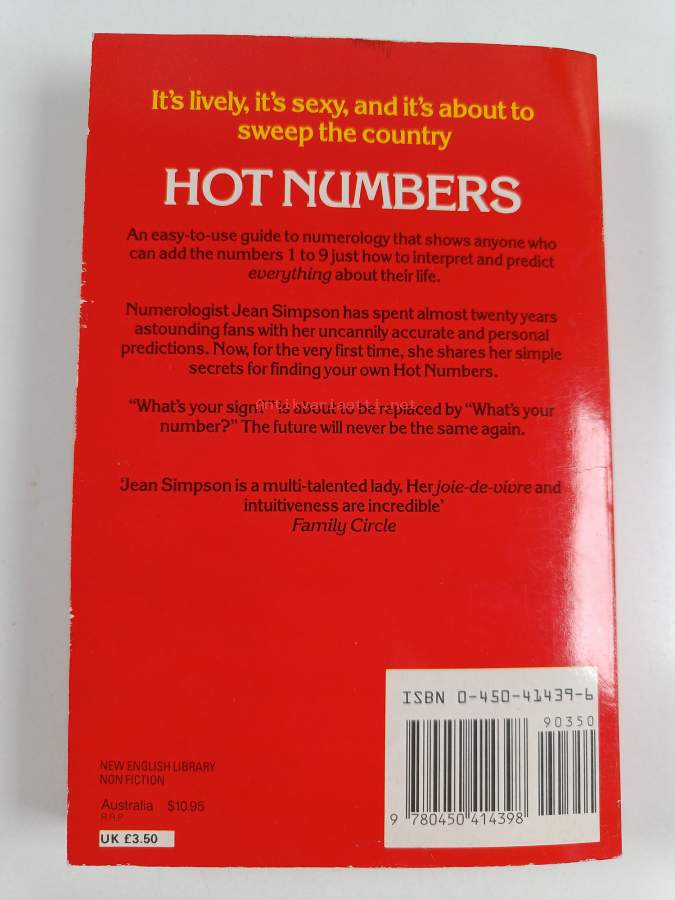 It's lively, it's sexy, and it's about to
sweep the country
HOT NUMBERS
An easy-to-use guide to numerology that shows anyone who
can add the numbers 1 to 9 just how to interpret and predict
everything about their life.
Numerologist Jean Simpson has spent almost twenty years
astounding fans with her uncannily accurate and personal
predictions. Now, for the very first time, she shares her simple
secrets for finding your own Hot Numbers.
antikvariaatti.net
“What's your sign?” is about to be replaced by “What's your
number?” The future will never be the same again.
‘Jean Simpson is a multi-talented lady. Her joie-de-vivre and
intuitiveness are incredible’
Family Circle
ISBN 0-450-41439-6
90350
9 780450 414398
NEW ENGLISH LIBRARY
NON FICTION
Australia $10.95
R.R.P.
UK £3.50